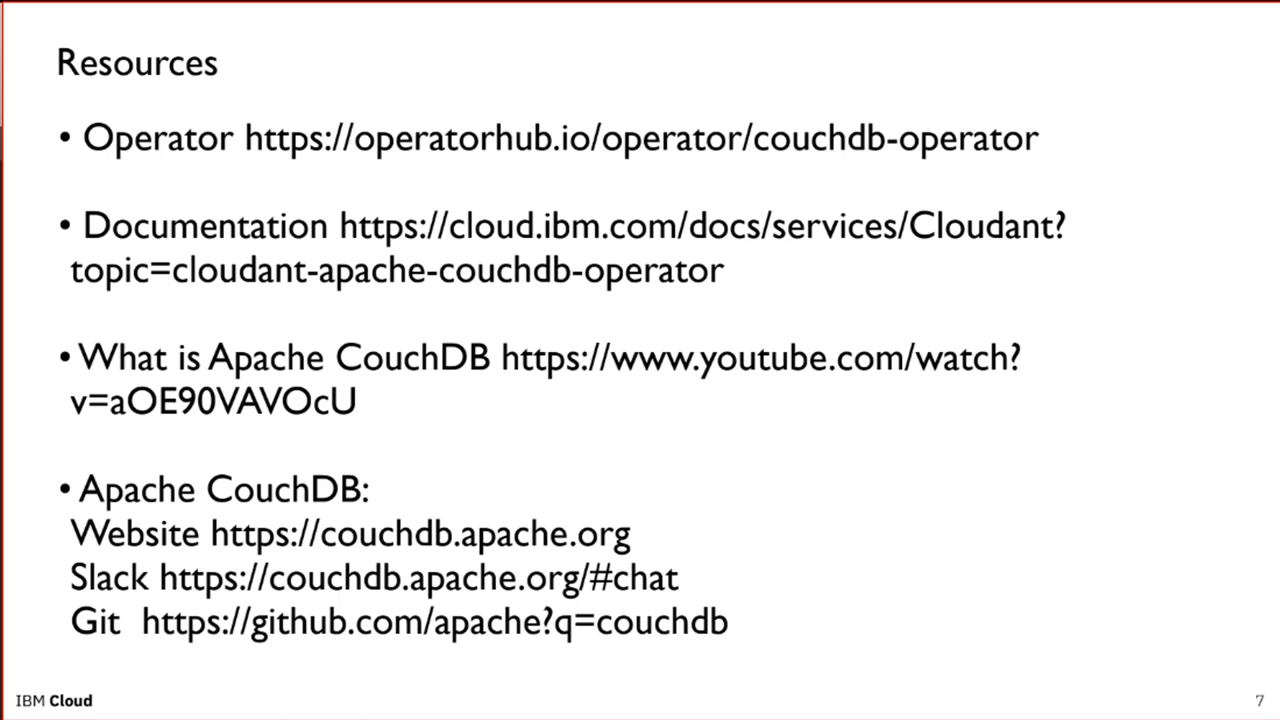 Resources
• Operator https://operatorhub.io/operator/couchdb-operator
• Documentation https://cloud.ibm.com/docs/services/Cloudant?
topic=cloudant-apache-couchdb-operator
• What is Apache CouchDB https://www.youtube.com/watch?
v=aOE90VAVOcU
• Apache CouchDB:
Website https://couchdb.apache.org
Slack https://couchdb.apache.org/#chat
Git https://github.com/apache?q=couchdb
IBM Cloud
7